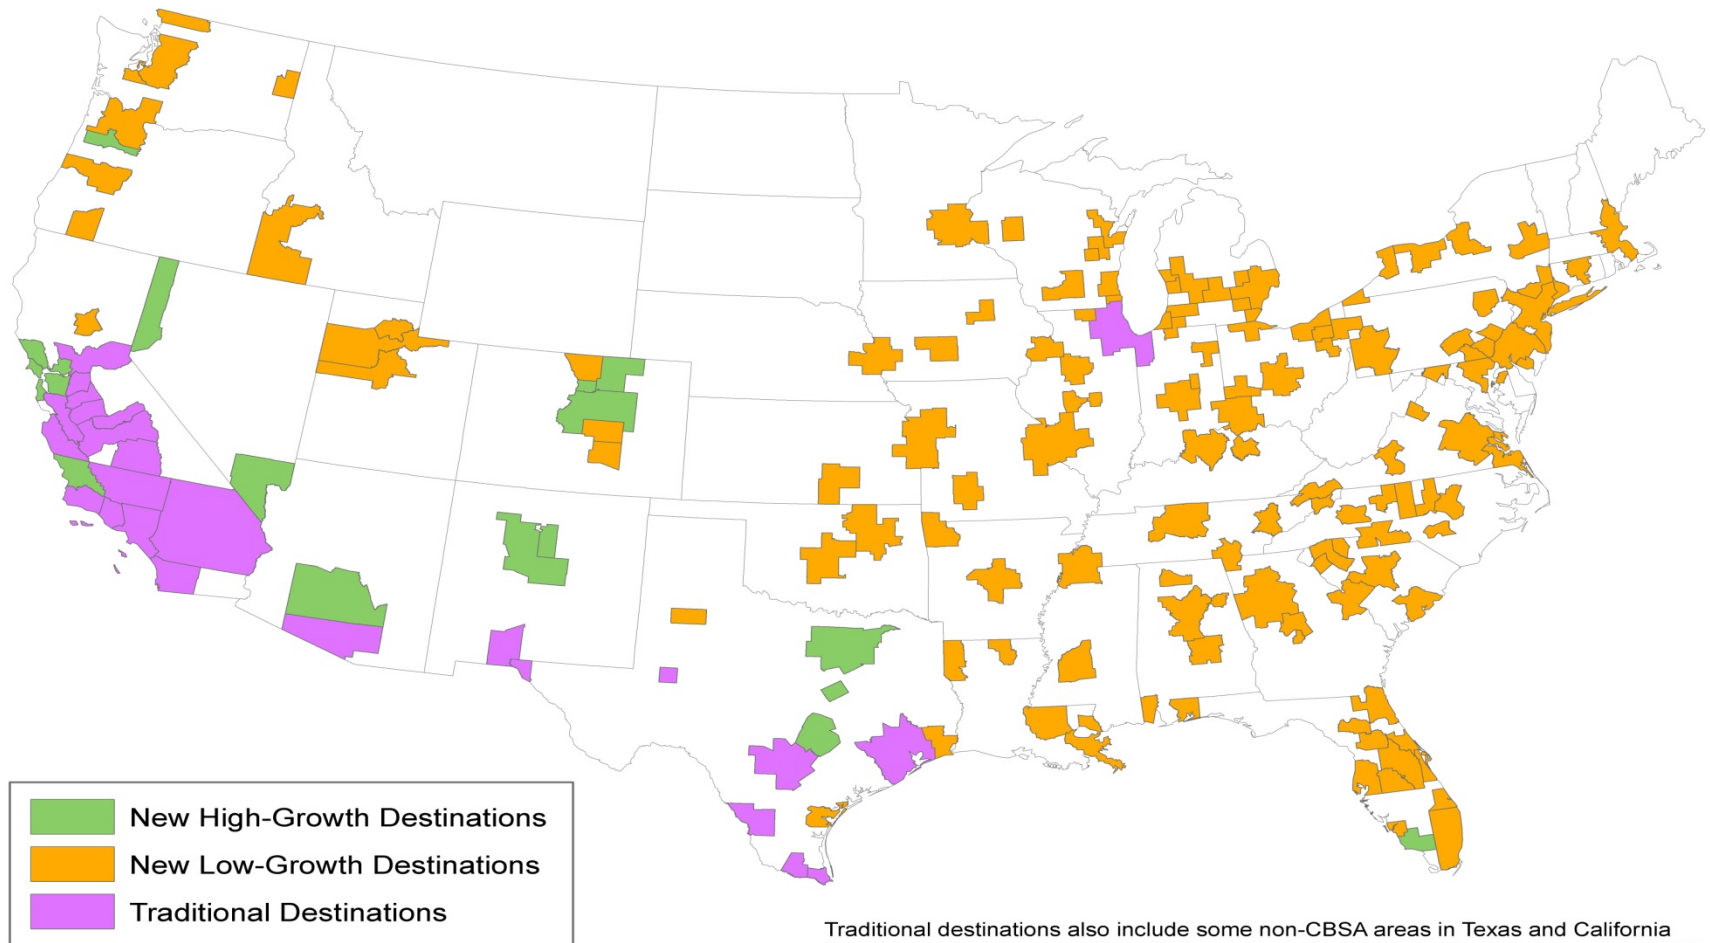 New High-Growth Destinations
New Low-Growth Destinations
Traditional Destinations
Traditional destinations also include some non-CBSA areas in Texas and California